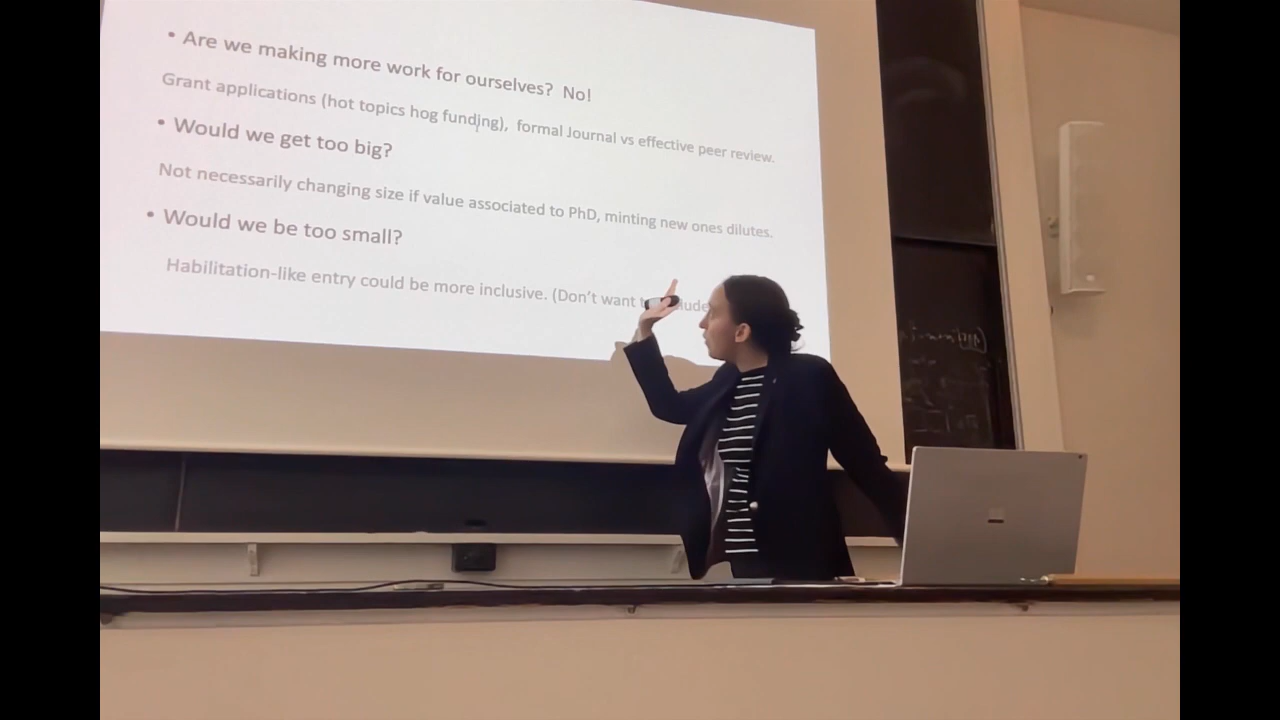 • Are we making more work for ourselves? No!
Grant applications (hot topics hog funding), formal Journal vs effective peer review.
• Would we get too big?
Not necessarily changing size if value associated to PhD, minting new ones dilutes.
• Would we be too small?
Habilitation-like entry could be more inclusive. (Don't want